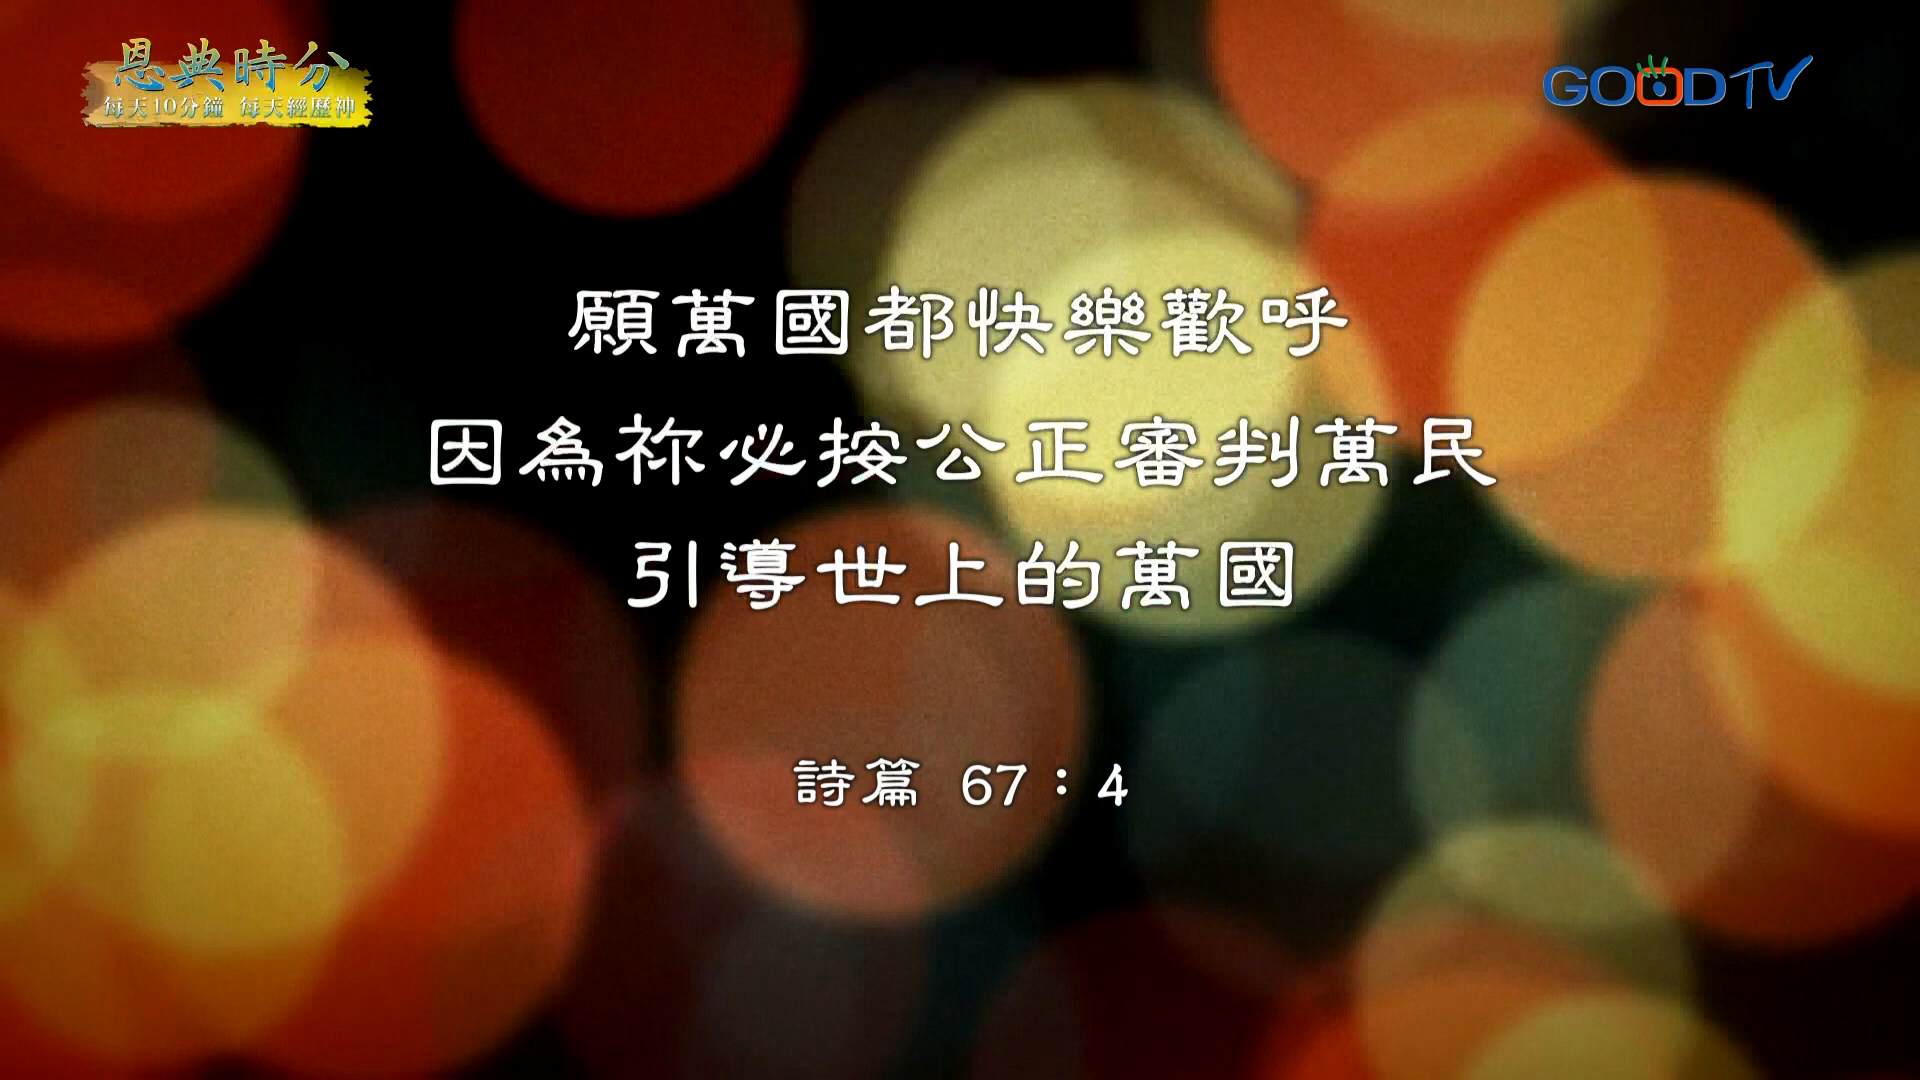 恩典時分
每天10分鐘 每天經歷神
GOOD TV
願萬國都快樂歡呼
因為祢必按公正審判萬民
引導世上的萬國
詩篇 67：4